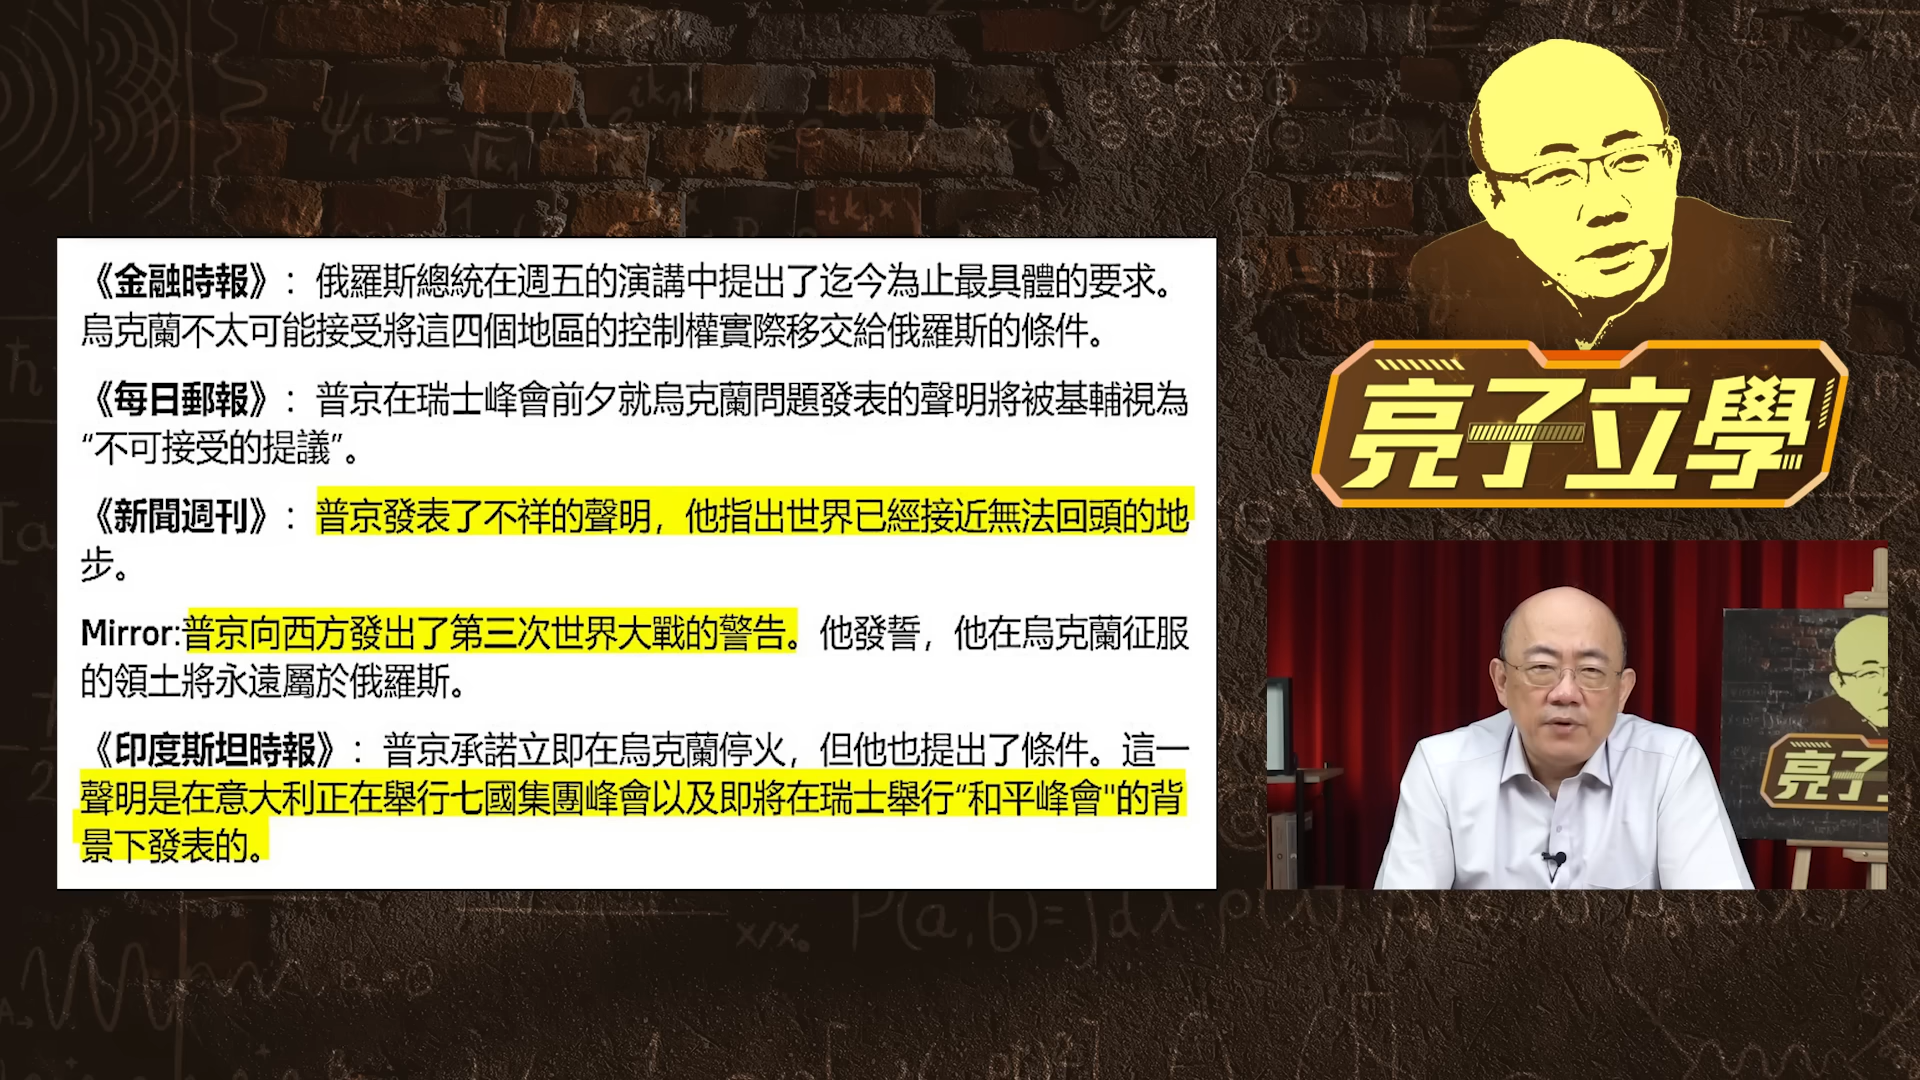 《金融時報》：俄羅斯總統在週五的演講中提出了迄今為止最具體的要求。
烏克蘭不太可能接受將這四個地區的控制權實際移交給俄羅斯的條件。
《每日郵報》：普京在瑞士峰會前夕就烏克蘭問題發表的聲明將被基輔視為
“不可接受的提議”。
《新聞週刊》：普京發表了不祥的聲明，他指出世界已經接近無法回頭的地
步。
Mirror:普京向西方發出了第三次世界大戰的警告。他發誓，他在烏克蘭征服
的領土將永遠屬於俄羅斯。
《印度斯坦時報》：普京承諾立即在烏克蘭停火，但他也提出了條件。這一
聲明是在意大利正在舉行七國集團峰會以及即將在瑞士舉行“和平峰會"的背
景下發表的。
亮了立學
亮了
P(a,b)=∫dλ·ρ(
x/x₀